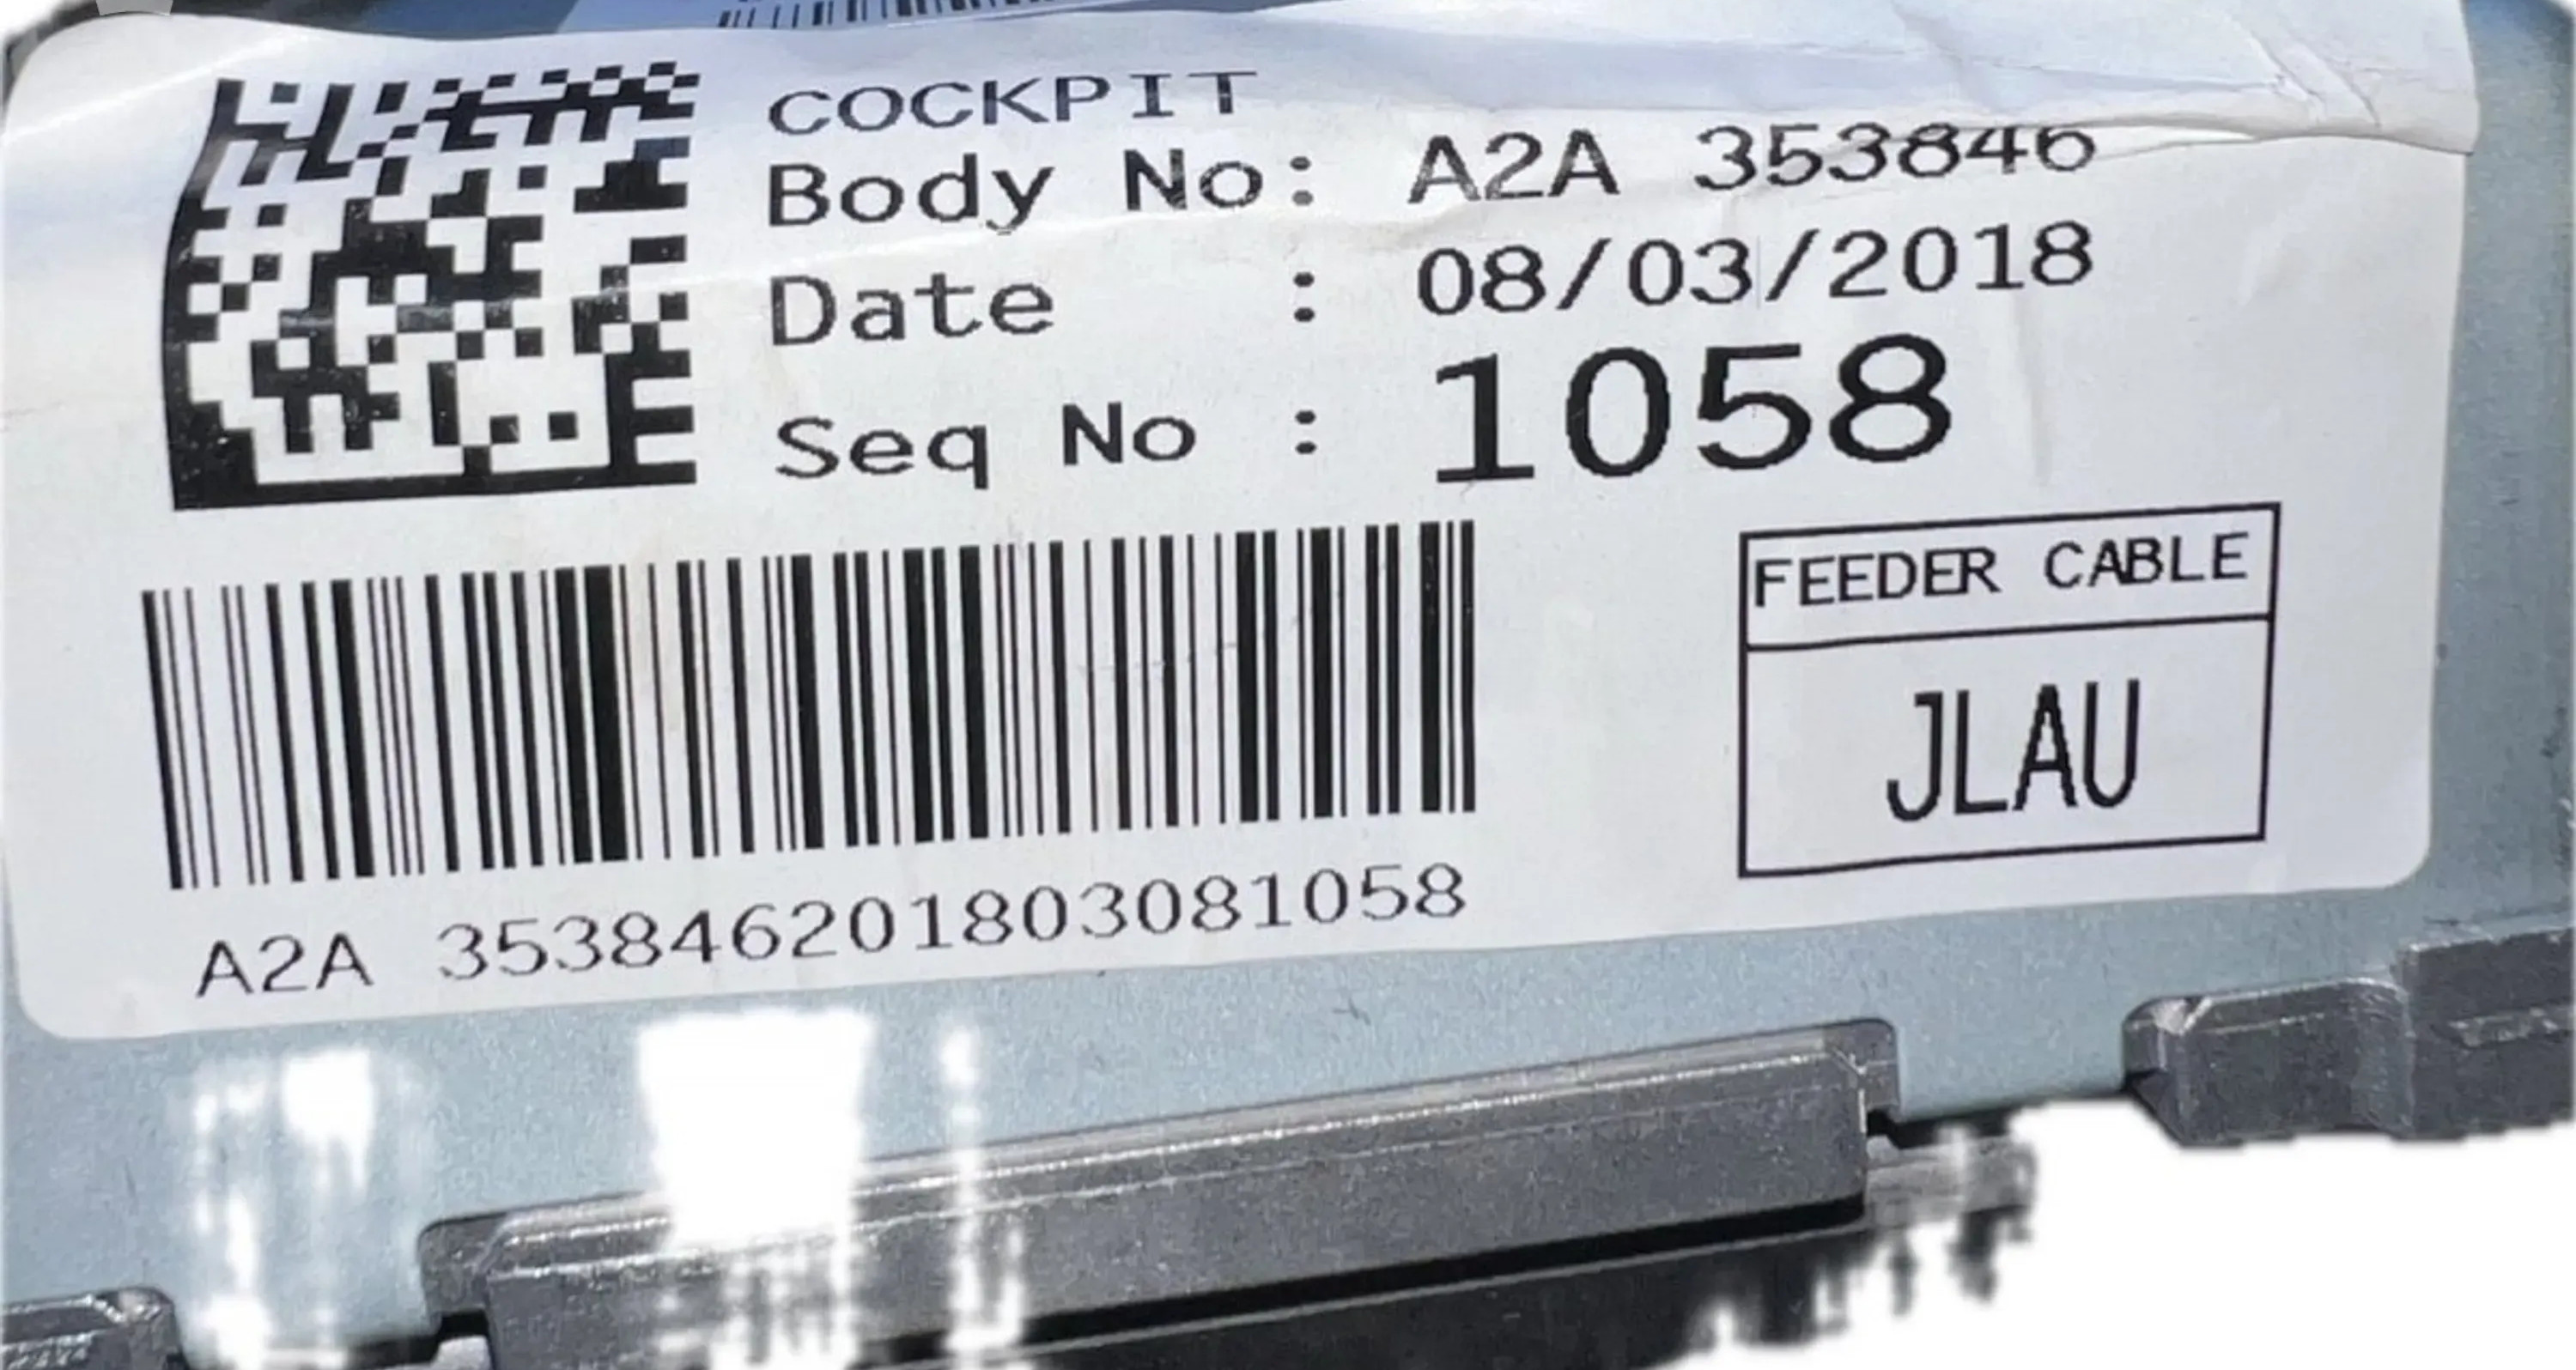 COCKPIT
Body No: A2A 353846
Date : 08/03/2018
Seq No : 1058
FEEDER CABLE
JLAU
A2A 353846201803081058